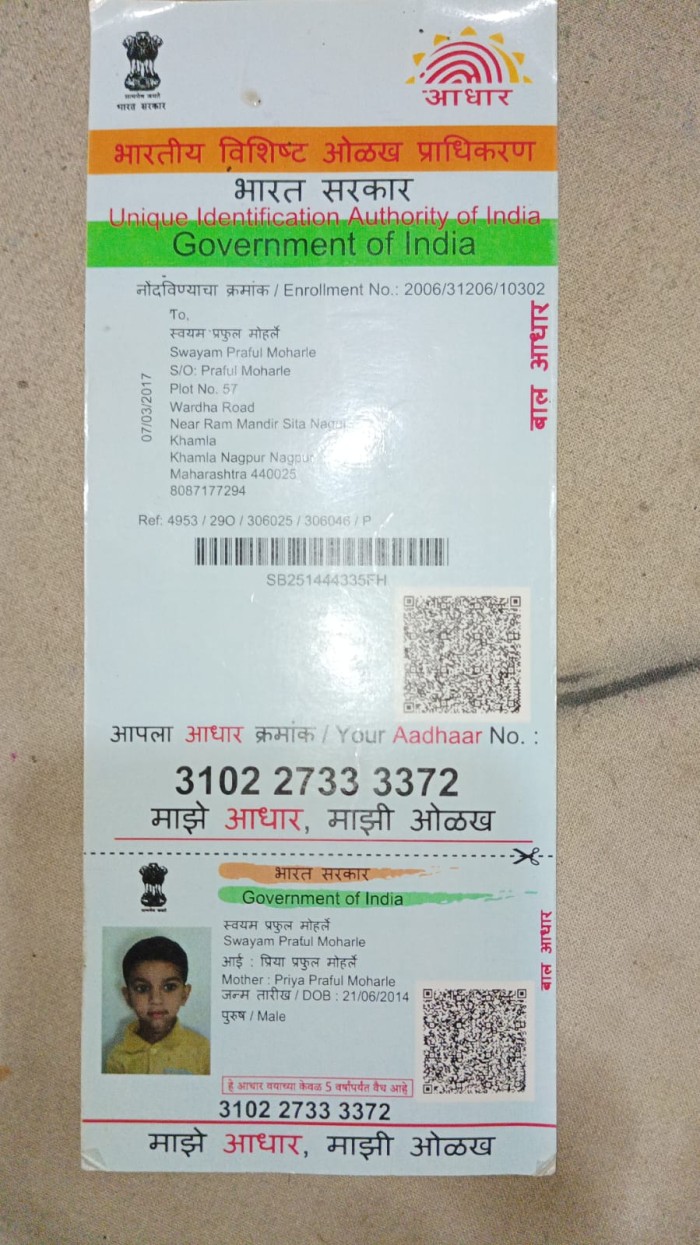 सत्यमेव जयते
भारत सरकार
आधार
भारतीय विशिष्ट ओळख प्राधिकरण
भारत सरकार
Unique Identification Authority of India
Government of India
नोंदविण्याचा क्रमांक / Enrollment No.: 2006/31206/10302
To,
स्वयम प्रफुल मोहर्ले
Swayam Praful Moharle
S/O: Praful Moharle
Plot No. 57
Wardha Road
Near Ram Mandir Sita Nagar
Khamla
Khamla Nagpur Nagpur
Maharashtra 440025
8087177294
07/03/2017
बाल आधार
Ref: 4953 / 29O / 306025 / 306046 / P
SB251444335FH
आपला आधार क्रमांक / Your Aadhaar No. :
3102 2733 3372
माझे आधार, माझी ओळख
भारत सरकार
Government of India
स्वयम प्रफुल मोहर्ले
Swayam Praful Moharle
आई : प्रिया प्रफुल मोहर्ले
Mother : Priya Praful Moharle
जन्म तारीख / DOB : 21/06/2014
पुरुष / Male
बाल आधार
हे आधार वयाच्या केवळ 5 वर्षापर्यंत वैध आहे
3102 2733 3372
माझे आधार, माझी ओळख